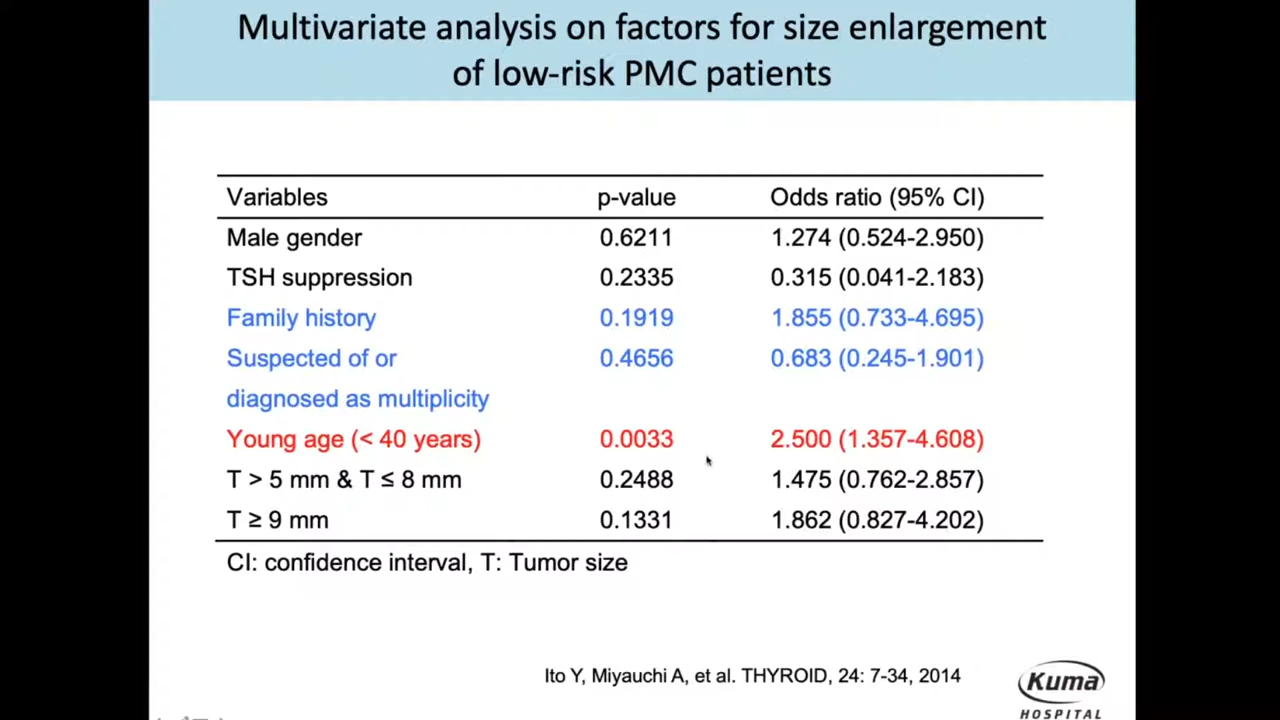 Multivariate analysis on factors for size enlargement
of low-risk PMC patients
Variables p-value Odds ratio (95% CI)
Male gender 0.6211 1.274 (0.524-2.950)
TSH suppression 0.2335 0.315 (0.041-2.183)
Family history 0.1919 1.855 (0.733-4.695)
Suspected of or 0.4656 0.683 (0.245-1.901)
diagnosed as multiplicity
Young age (< 40 years) 0.0033 2.500 (1.357-4.608)
T > 5 mm & T ≤ 8 mm 0.2488 1.475 (0.762-2.857)
T ≥ 9 mm 0.1331 1.862 (0.827-4.202)
CI: confidence interval, T: Tumor size
Ito Y, Miyauchi A, et al. THYROID, 24: 7-34, 2014
Kuma
HOSPITAL